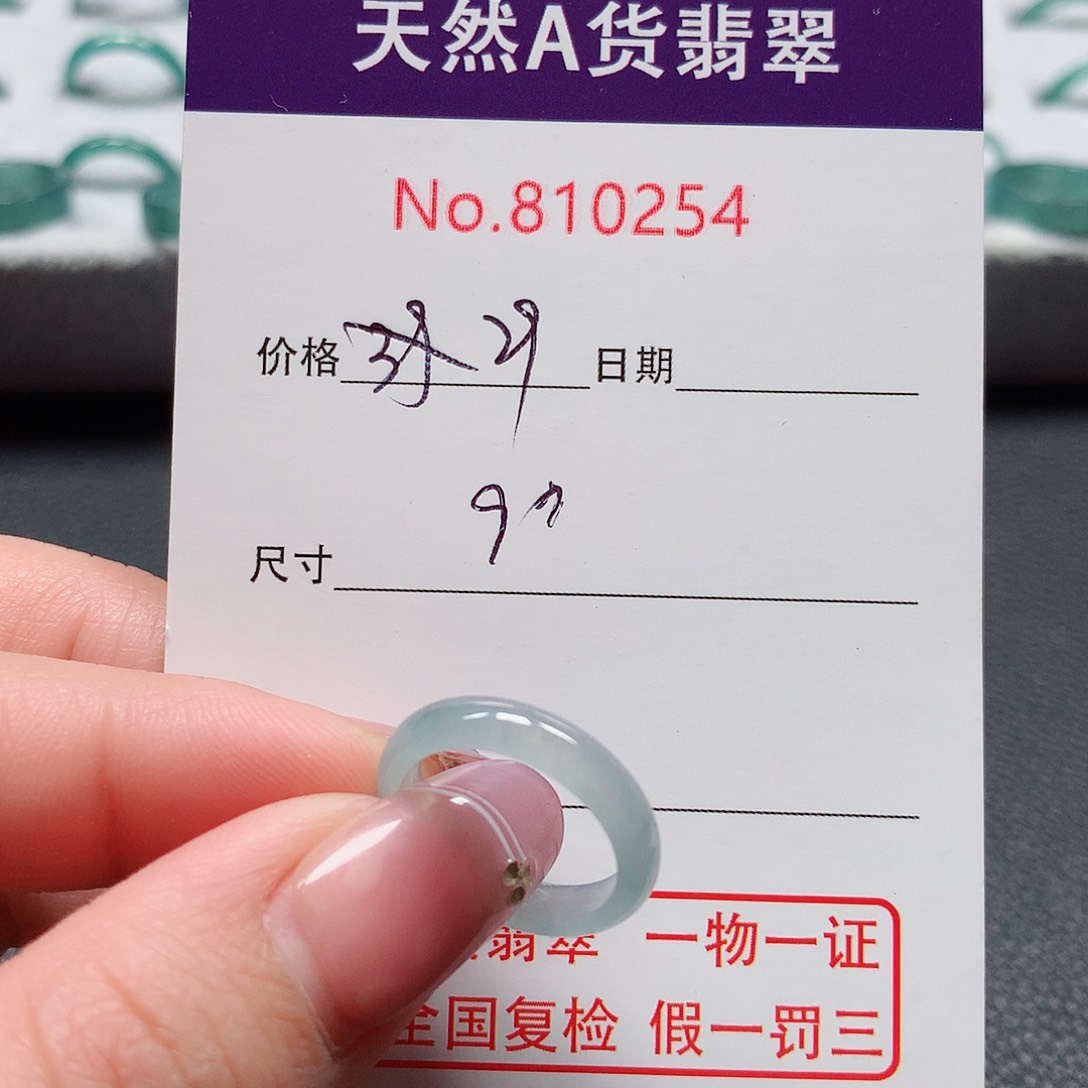 天然A货翡翠
No.810254
价格 日期
尺寸
翡翠 一物一证
全国复检 假一罚三